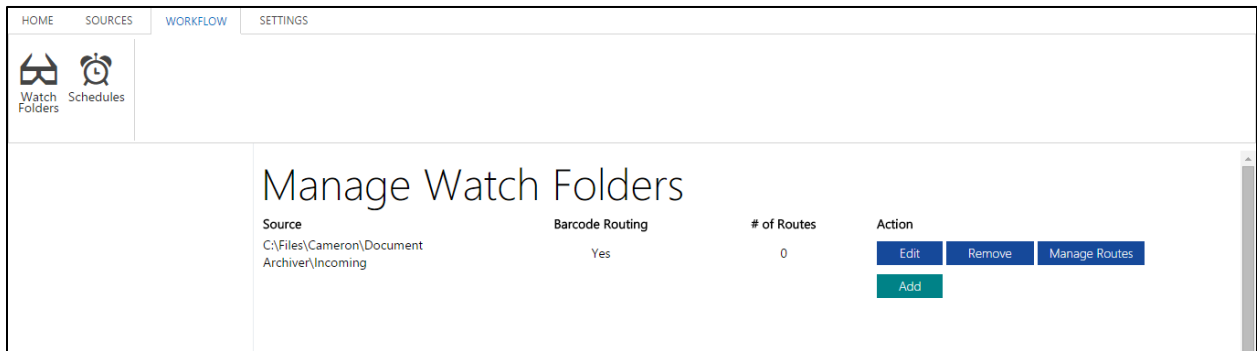 HOME SOURCES WORKFLOW SETTINGS
Watch Folders
Schedules
Manage Watch Folders
Source Barcode Routing # of Routes Action
C:\Files\Cameron\Document
Archiver\Incoming
Yes 0 Edit Remove Manage Routes
Add